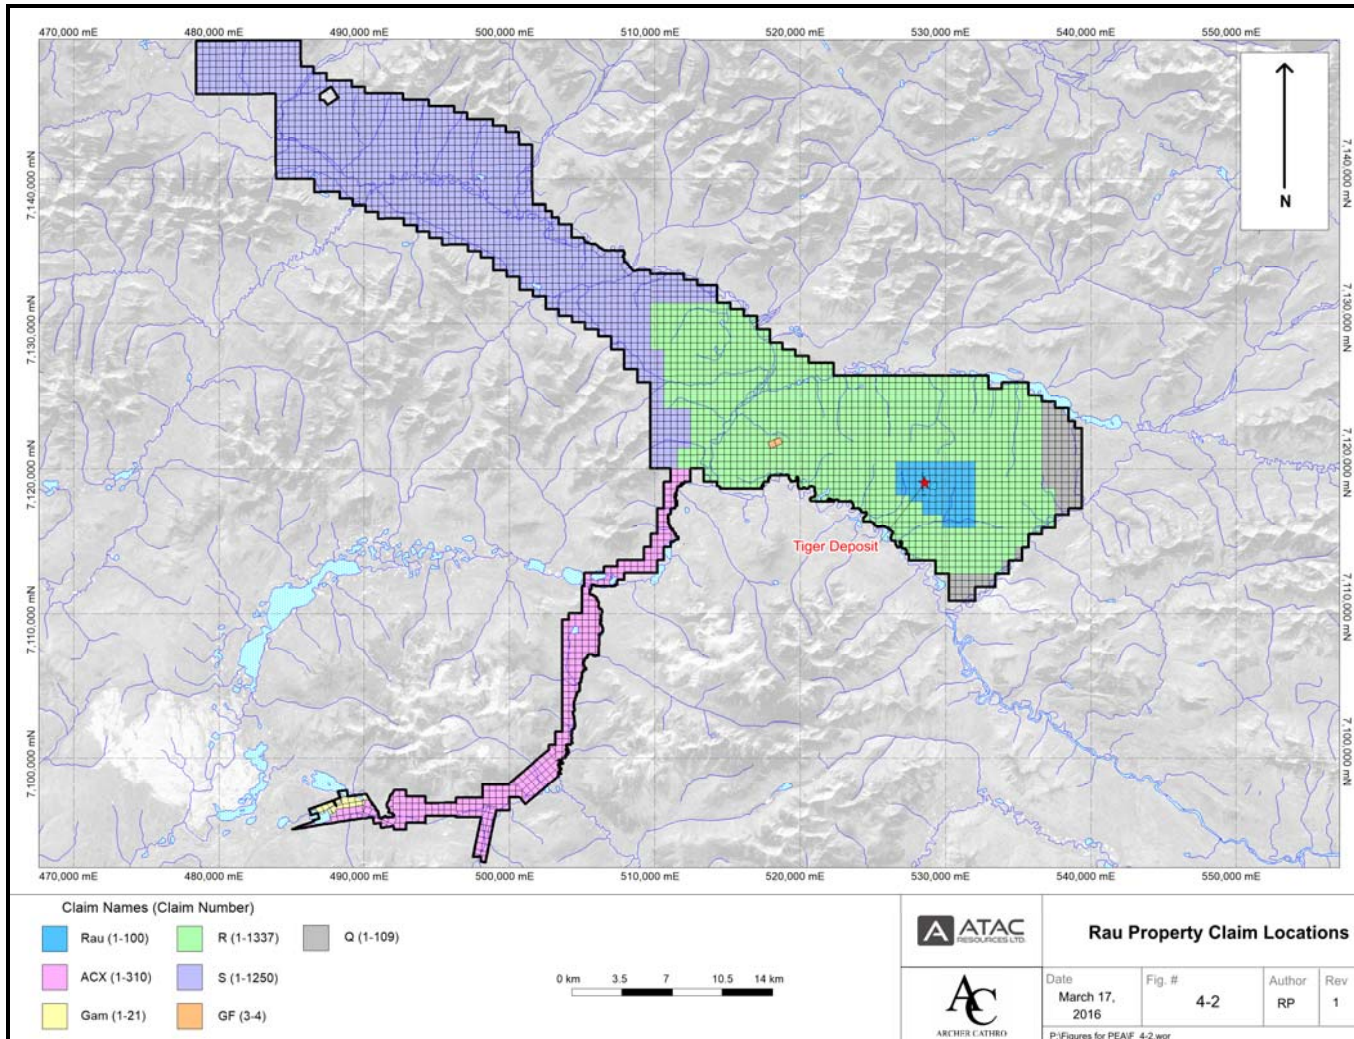 470,000 mE 480,000 mE 490,000 mE 500,000 mE 510,000 mE 520,000 mE 530,000 mE 540,000 mE 550,000 mE
N
7,140,000 mN 7,140,000 mN
7,130,000 mN 7,130,000 mN
7,120,000 mN 7,120,000 mN
Tiger Deposit
7,110,000 mN 7,110,000 mN
7,100,000 mN 7,100,000 mN
470,000 mE 480,000 mE 490,000 mE 500,000 mE 510,000 mE 520,000 mE 530,000 mE 540,000 mE 550,000 mE
Claim Names (Claim Number)
Rau (1-100) R (1-1337) Q (1-109)
ACX (1-310) S (1-1250)
Gam (1-21) GF (3-4)
0 km 3.5 7 10.5 14 km
ATAC
RESOURCES LTD.
AC
ARCHER CATHRO
Rau Property Claim Locations
Date Fig. # Author Rev
March 17, 4-2 RP 1
2016
P:\Figures for PEA\F_4-2.wor